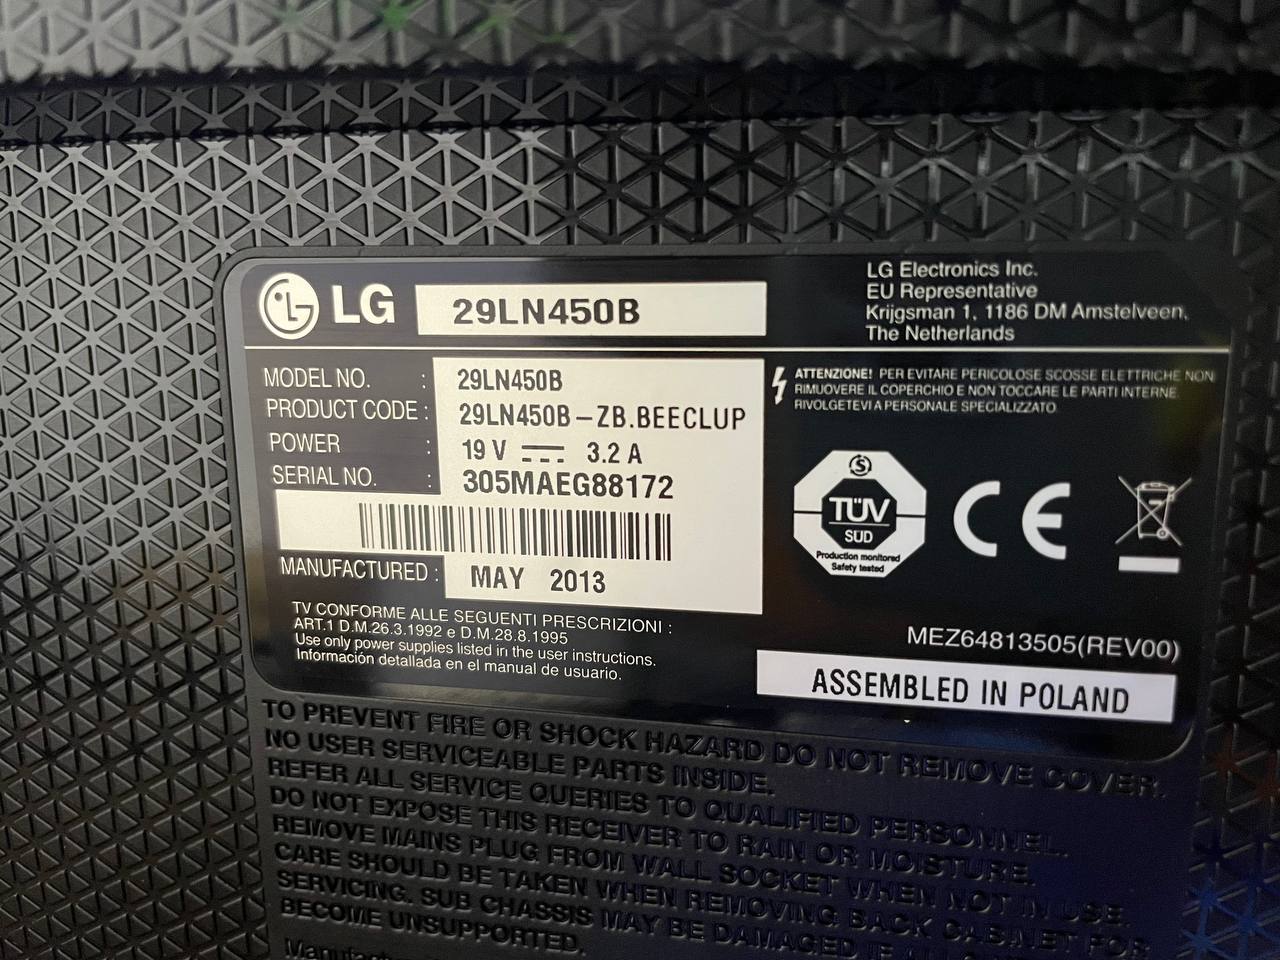 LG 29LN450B
LG Electronics Inc.
EU Representative
Krijgsman 1, 1186 DM Amstelveen,
The Netherlands
MODEL NO. : 29LN450B
PRODUCT CODE : 29LN450B-ZB.BEECLUP
POWER : 19 V 3.2 A
SERIAL NO. : 305MAEG88172
MANUFACTURED : MAY 2013
TV CONFORME ALLE SEGUENTI PRESCRIZIONI :
ART.1 D.M.26.3.1992 e D.M.28.8.1995
Use only power supplies listed in the user instructions.
Información detallada en el manual de usuario.
ATTENZIONE! PER EVITARE PERICOLOSE SCOSSE ELETTRICHE NON
RIMUOVERE IL COPERCHIO E NON TOCCARE LE PARTI INTERNE.
RIVOLGETEVI A PERSONALE SPECIALIZZATO
S
TÜV
SUD
Production monitored
Safety tested
CE
MEZ64813505(REV00)
ASSEMBLED IN POLAND
TO PREVENT FIRE OR SHOCK HAZARD DO NOT REMOVE COVER.
NO USER SERVICEABLE PARTS INSIDE.
REFER ALL SERVICE QUERIES TO QUALIFIED PERSONNEL.
DO NOT EXPOSE THIS RECEIVER TO RAIN OR MOISTURE.
REMOVE MAINS PLUG FROM WALL SOCKET WHEN NOT IN USE.
CARE SHOULD BE TAKEN WHEN REMOVING BACK CABINET FOR
SERVICING. SUB CHASSIS MAY BE DAMAGED IF
BECOME UNSUPPORTED.